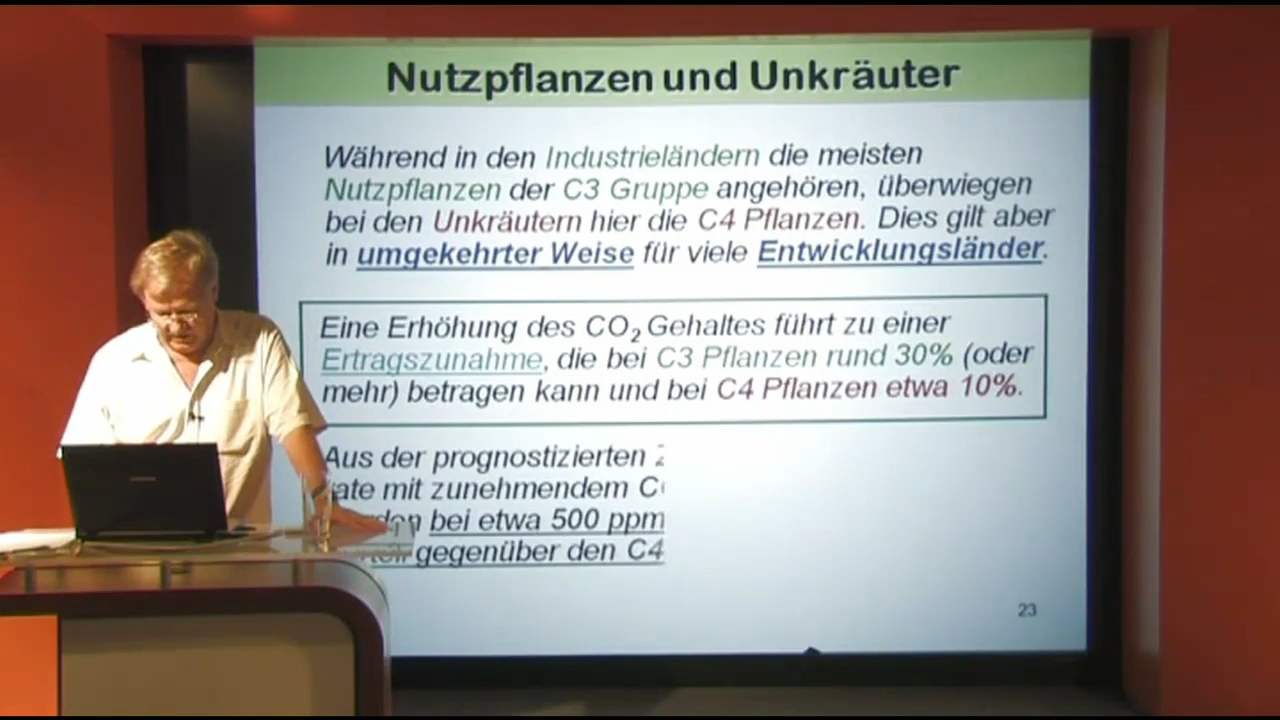 Nutzpflanzen und Unkräuter
Während in den Industrieländern die meisten
Nutzpflanzen der C3 Gruppe angehören, überwiegen
bei den Unkräutern hier die C4 Pflanzen. Dies gilt aber
in umgekehrter Weise für viele Entwicklungsländer.
Eine Erhöhung des CO₂ Gehaltes führt zu einer
Ertragszunahme, die bei C3 Pflanzen rund 30% (oder
mehr) betragen kann und bei C4 Pflanzen etwa 10%.
Aus der prognostizierten
mit zunehmendem
bei etwa 500 ppm
gegenüber den C4
23